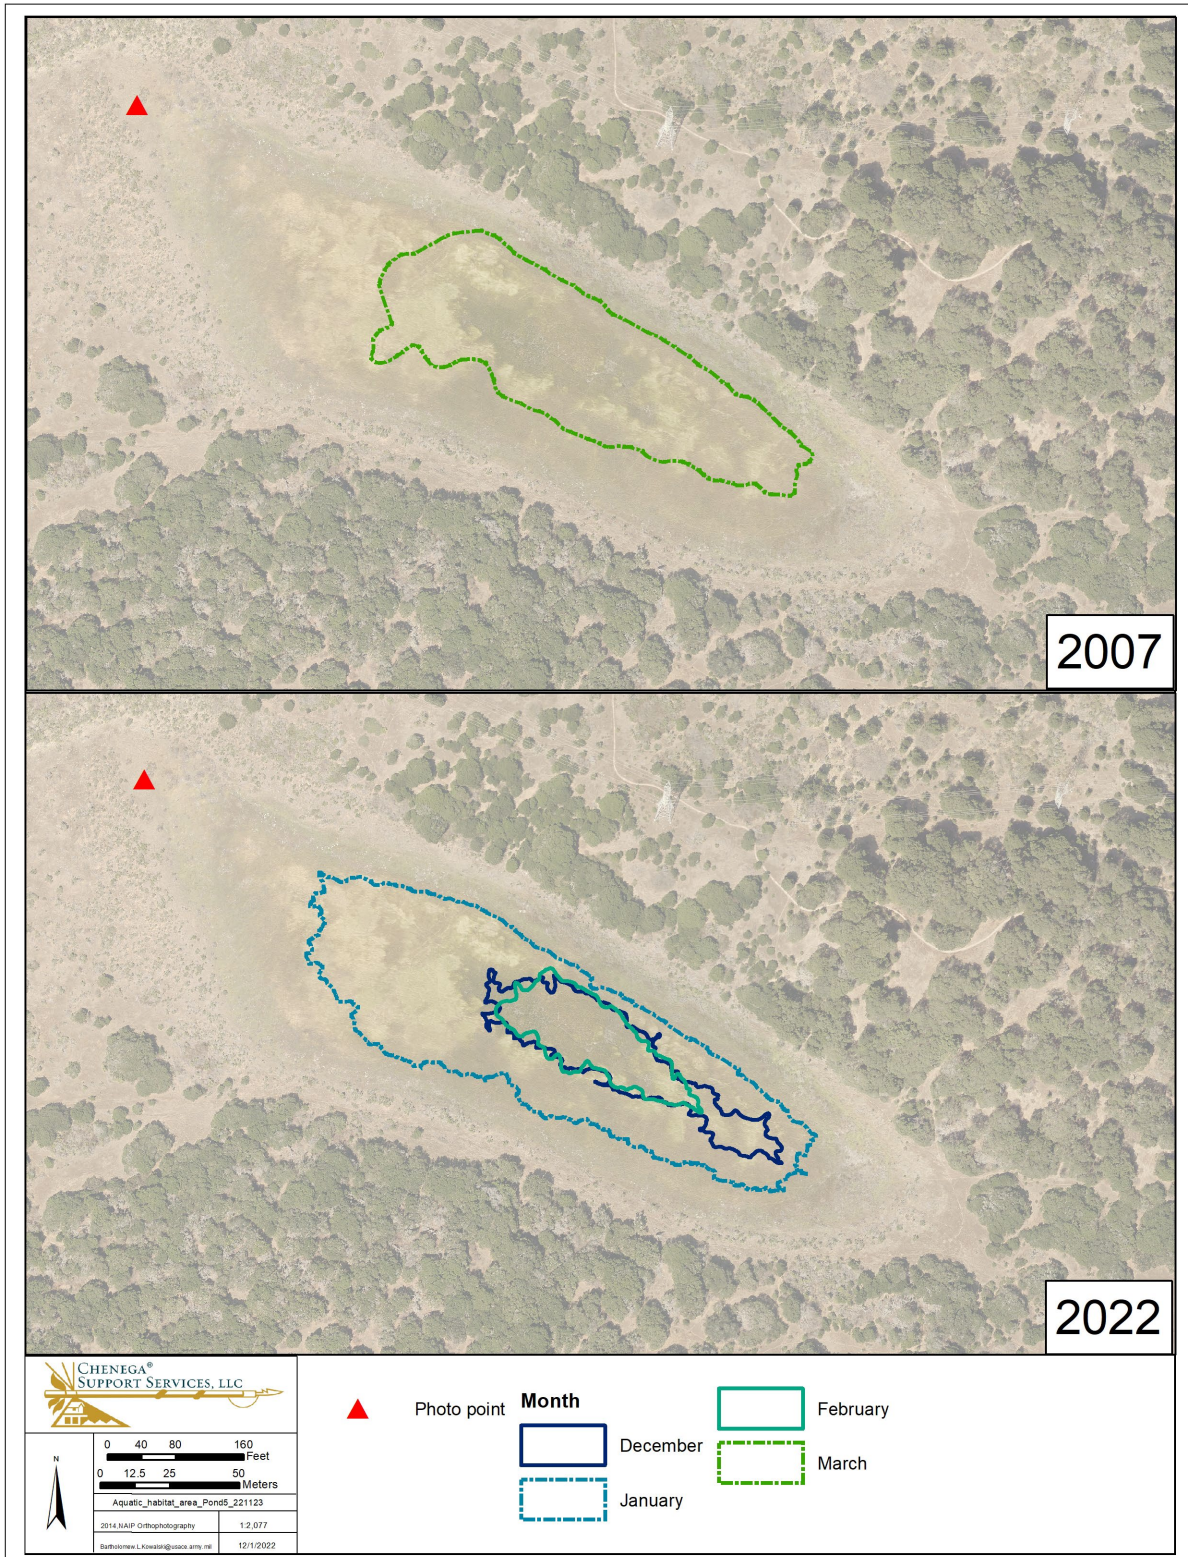 2007
2022
CHENEGA®
SUPPORT SERVICES, LLC
N
0 40 80 160
Feet
0 12.5 25 50
Meters
Aquatic_habitat_area_Pond5_221123
2014,NAIP Orthophotography 1:2,077
Bartholomew.L.Kowalski@usace.army.mil 12/1/2022
Photo point
Month
December
January
February
March